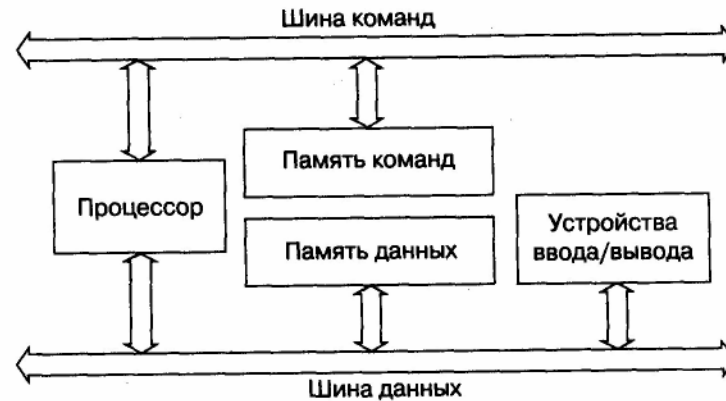 Шина команд
Память команд
Процессор
Память данных
Устройства
ввода/вывода
Шина данных